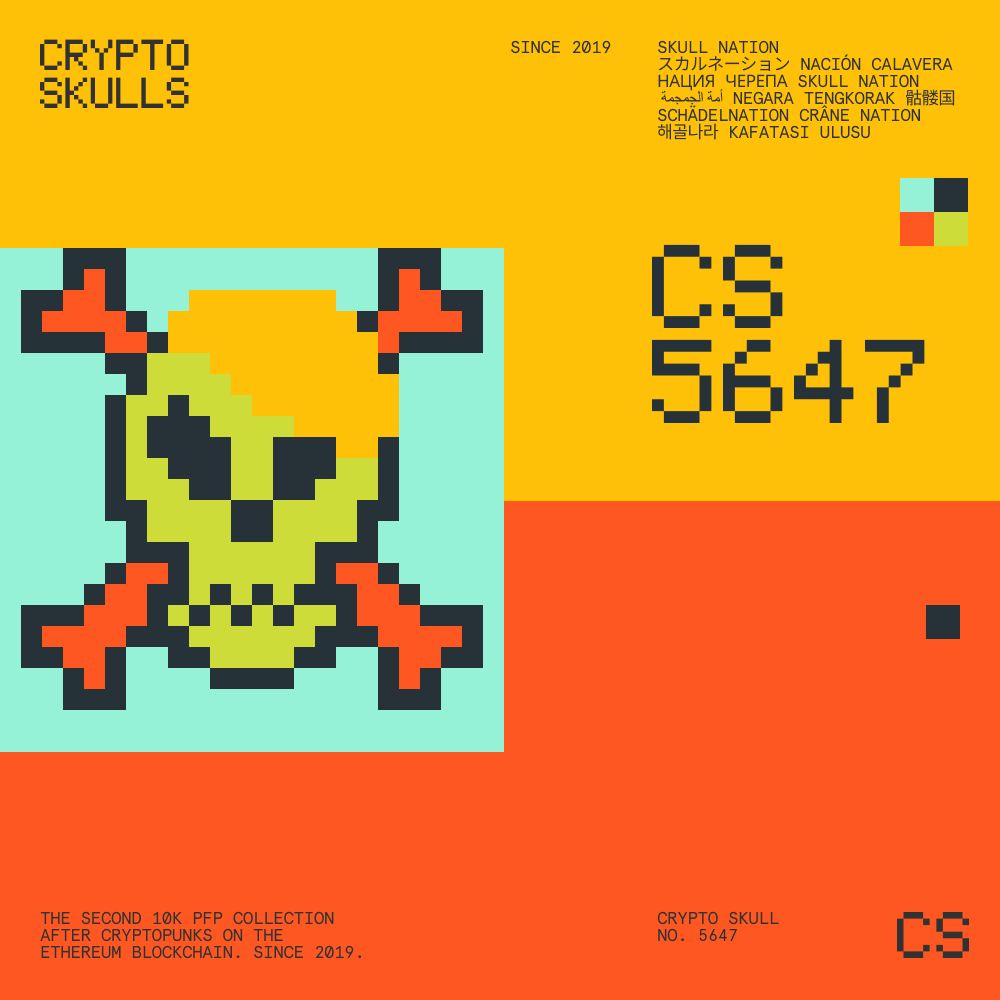 CRYPTO
SKULLS
SINCE 2019
SKULL NATION
スカルネーション NACIÓN CALAVERA
НАЦИЯ ЧЕРЕПА SKULL NATION
أمة الجمجمة NEGARA TENGKORAK 骷髅国
SCHÄDELNATION CRÂNE NATION
해골나라 KAFATASI ULUSU
CS
5647
THE SECOND 10K PFP COLLECTION
AFTER CRYPTOPUNKS ON THE
ETHEREUM BLOCKCHAIN. SINCE 2019.
CRYPTO SKULL
NO. 5647
CS